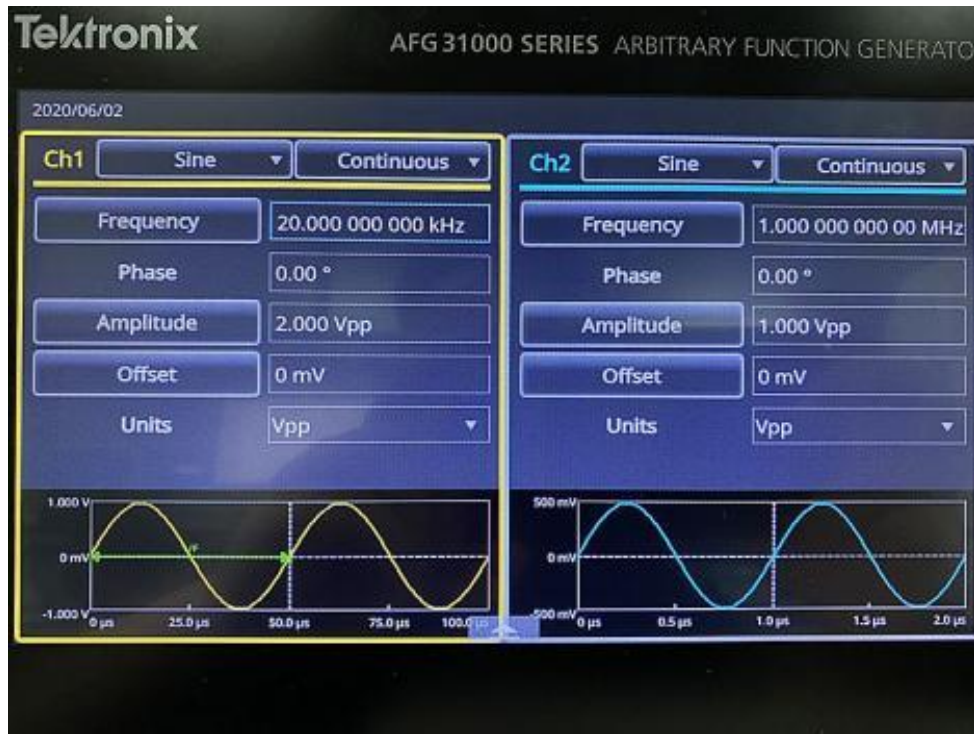 Tektronix
AFG31000 SERIES ARBITRARY FUNCTION GENERATO
2020/06/02
Ch1 Sine Continuous
Frequency 20.000 000 000 kHz
Phase 0.00 °
Amplitude 2.000 Vpp
Offset 0 mV
Units Vpp
1.000 V
0 mV
-1.000 V
0 µs 25.0 µs 50.0 µs 75.0 µs 100.0
Ch2 Sine Continuous
Frequency 1.000 000 000 00 MHz
Phase 0.00 °
Amplitude 1.000 Vpp
Offset 0 mV
Units Vpp
500 mV
0 mV
-500 mV
0 µs 0.5 µs 1.0 µs 1.5 µs 2.0 µs